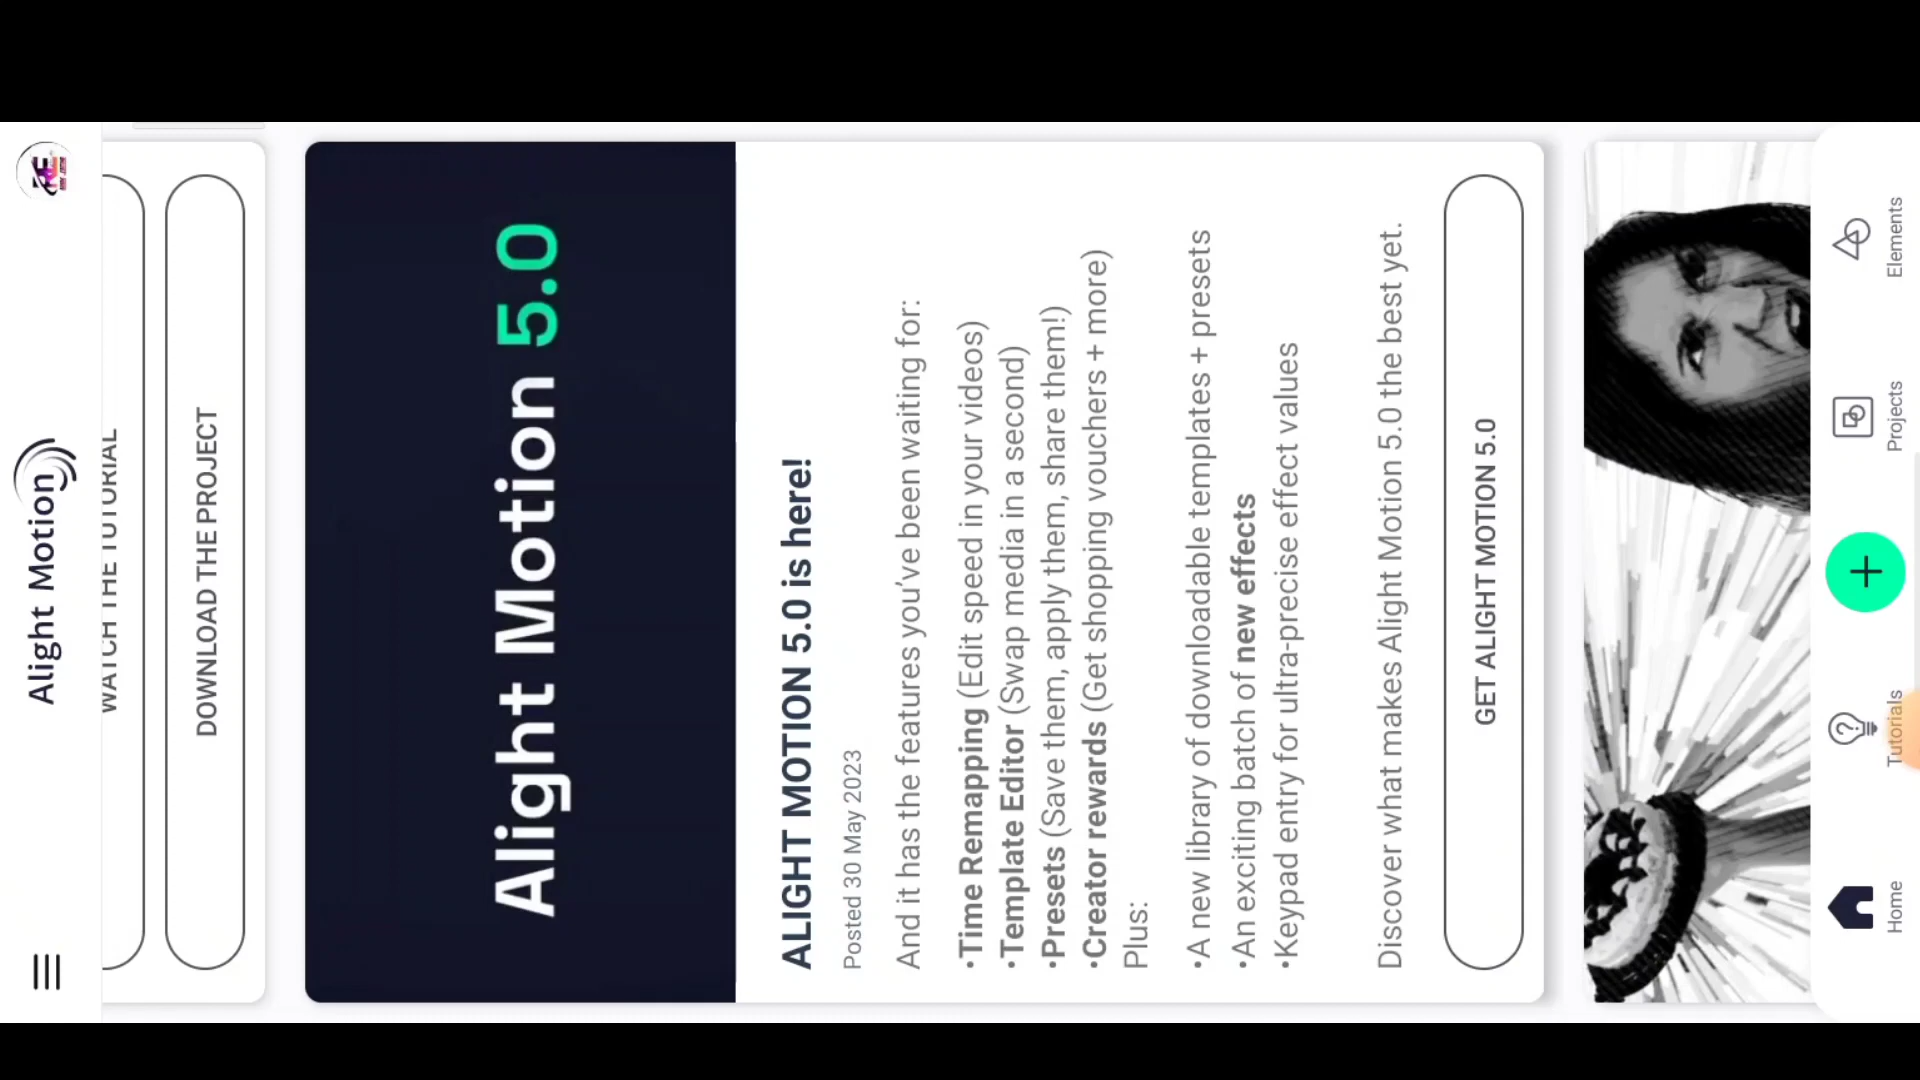 Alight Motion
WATCH THE TUTORIAL
DOWNLOAD THE PROJECT
Alight Motion 5.0
ALIGHT MOTION 5.0 is here!
Posted 30 May 2023
And it has the features you've been waiting for:
•Time Remapping (Edit speed in your videos)
•Template Editor (Swap media in a second)
•Presets (Save them, apply them, share them!)
•Creator rewards (Get shopping vouchers + more)
Plus:
•A new library of downloadable templates + presets
•An exciting batch of new effects
•Keypad entry for ultra-precise effect values
Discover what makes Alight Motion 5.0 the best yet.
GET ALIGHT MOTION 5.0
Home
Tutorials
Projects
Elements